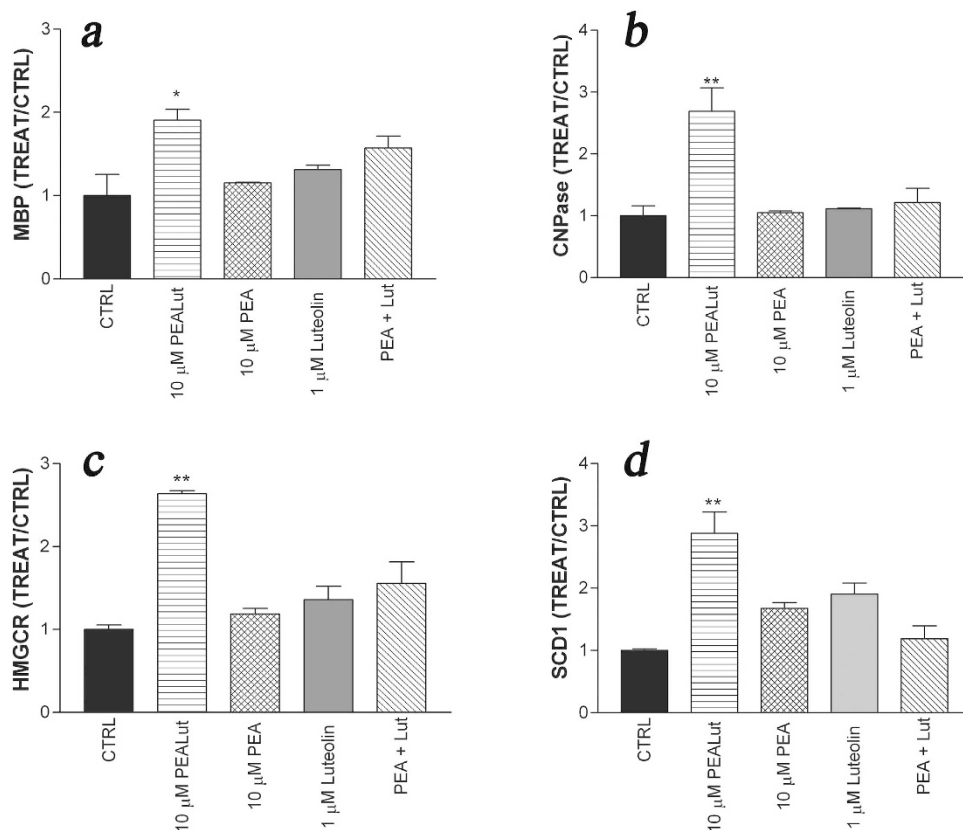 a
MBP (TREAT/CTRL)
3
2
1
0
*
CTRL
10 µM PEALut
10 µM PEA
1 µM Luteolin
PEA + Lut
b
CNPase (TREAT/CTRL)
4
3
2
1
0
**
CTRL
10 µM PEALut
10 µM PEA
1 µM Luteolin
PEA + Lut
c
HMGCR (TREAT/CTRL)
3
2
1
0
**
CTRL
10 µM PEALut
10 µM PEA
1 µM Luteolin
PEA + Lut
d
SCD1 (TREAT/CTRL)
4
3
2
1
0
**
CTRL
10 µM PEALut
10 µM PEA
1 µM Luteolin
PEA + Lut